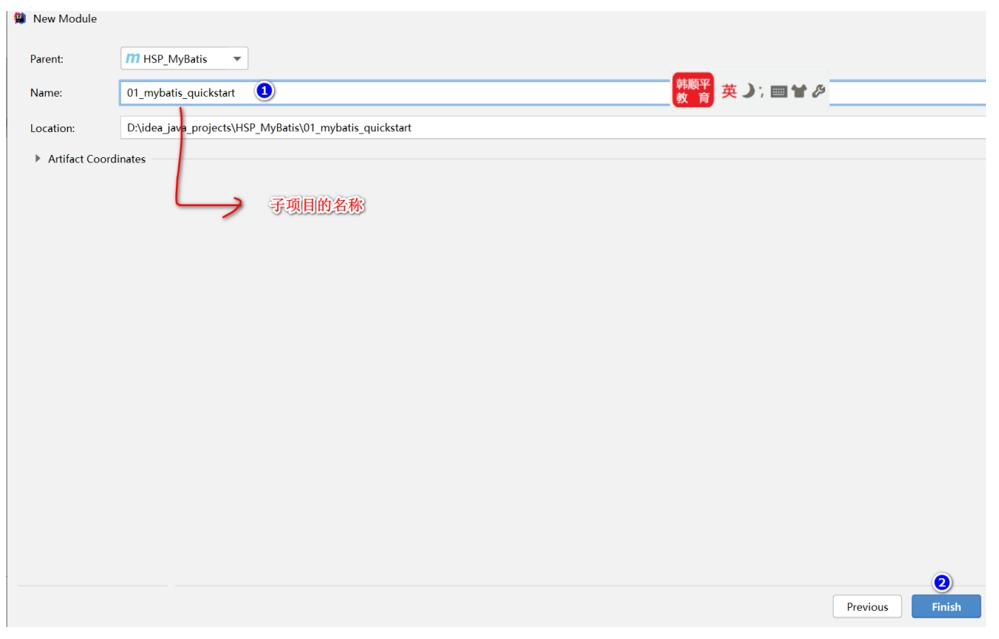 New Module
Parent: m HSP_MyBatis
Name: 01_mybatis_quickstart 1
韩顺平
教 育
英
Location: D:\idea_java_projects\HSP_MyBatis\01_mybatis_quickstart
Artifact Coordinates
子项目的名称
2
Previous Finish